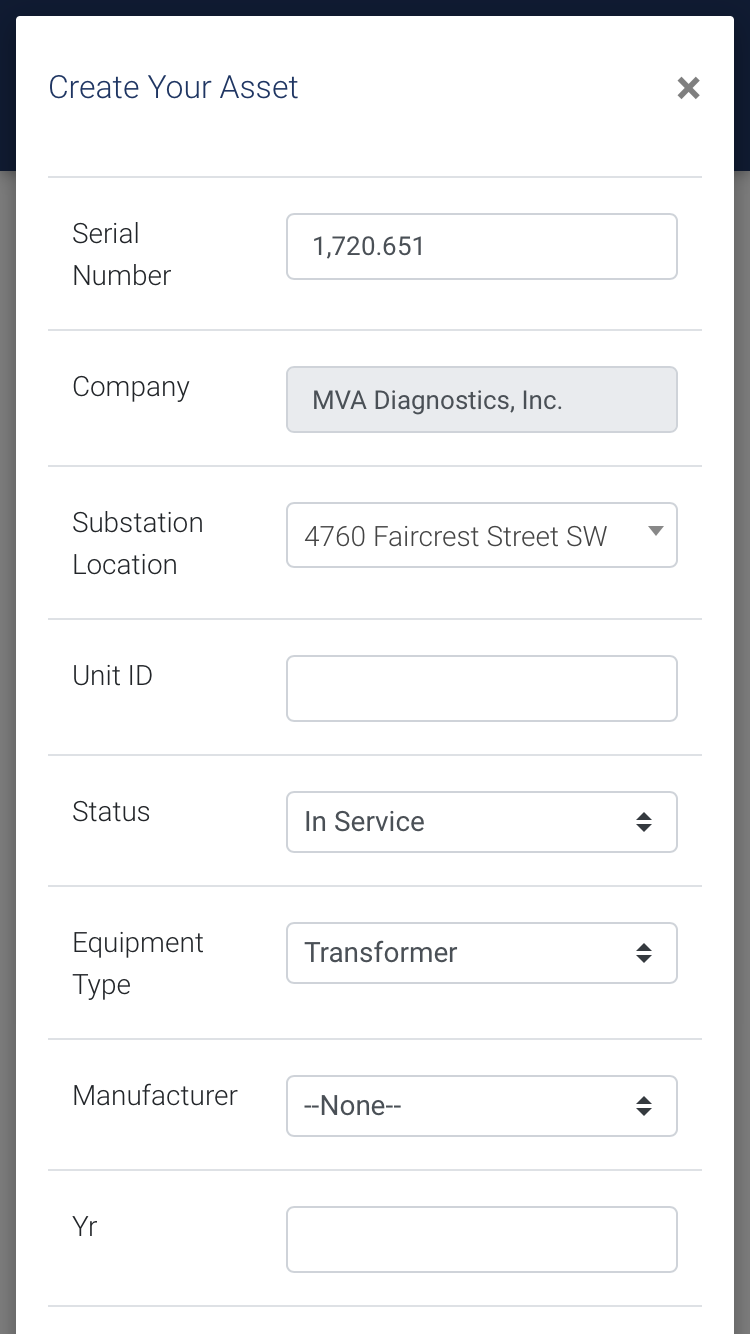 Create Your Asset
Serial
Number
1,720.651
Company
MVA Diagnostics, Inc.
Substation
Location
4760 Faircrest Street SW
Unit ID
Status
In Service
Equipment
Type
Transformer
Manufacturer
--None--
Yr